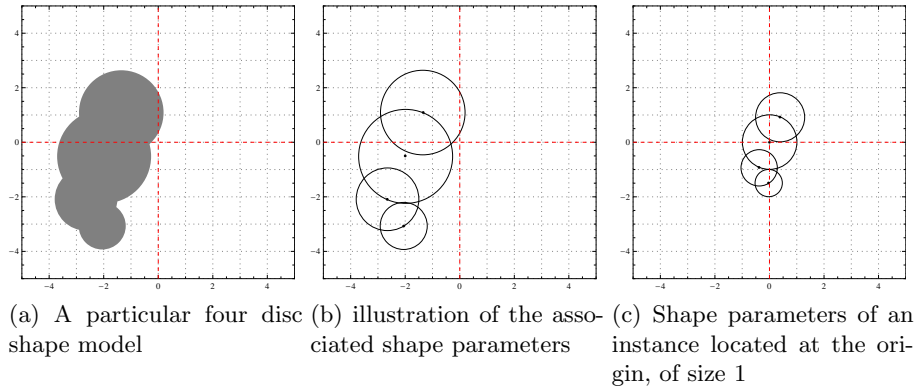 4
2
0
−2
−4
−4 −2 0 2 4
4
2
0
−2
−4
−4 −2 0 2 4
4
2
0
−2
−4
−4 −2 0 2 4
(a) A particular four disc
shape model
(b) illustration of the asso-
ciated shape parameters
(c) Shape parameters of an
instance located at the ori-
gin, of size 1